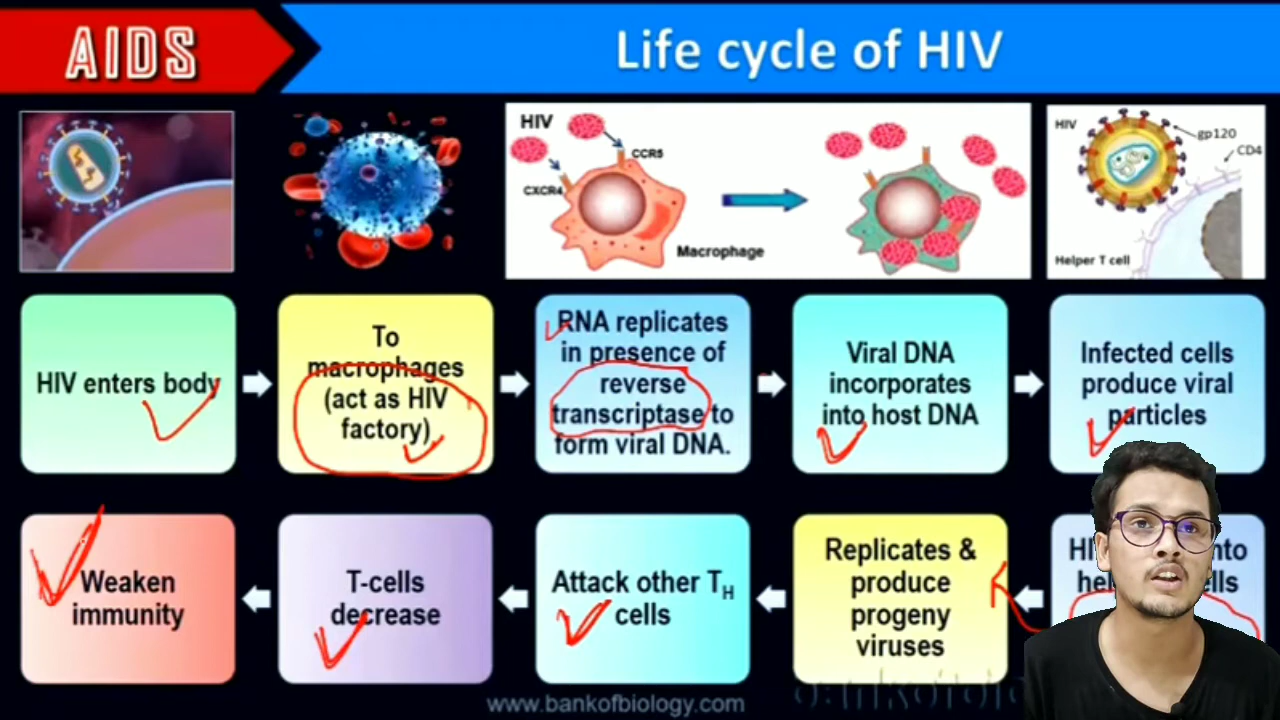 AIDS
Life cycle of HIV
HIV
CCR5
CXCR4
Macrophage
HIV
gp120
CD4
Helper T cell
HIV enters body
To
macrophages
(act as HIV
factory)
RNA replicates
in presence of
reverse
transcriptase to
form viral DNA.
Viral DNA
incorporates
into host DNA
Infected cells
produce viral
particles
Replicates &
produce
progeny
viruses
Attack other TH
cells
T-cells
decrease
Weaken
immunity
www.bankofbiology.com